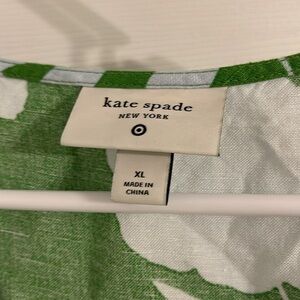 kate spade
NEW YORK
XL
MADE IN
CHINA